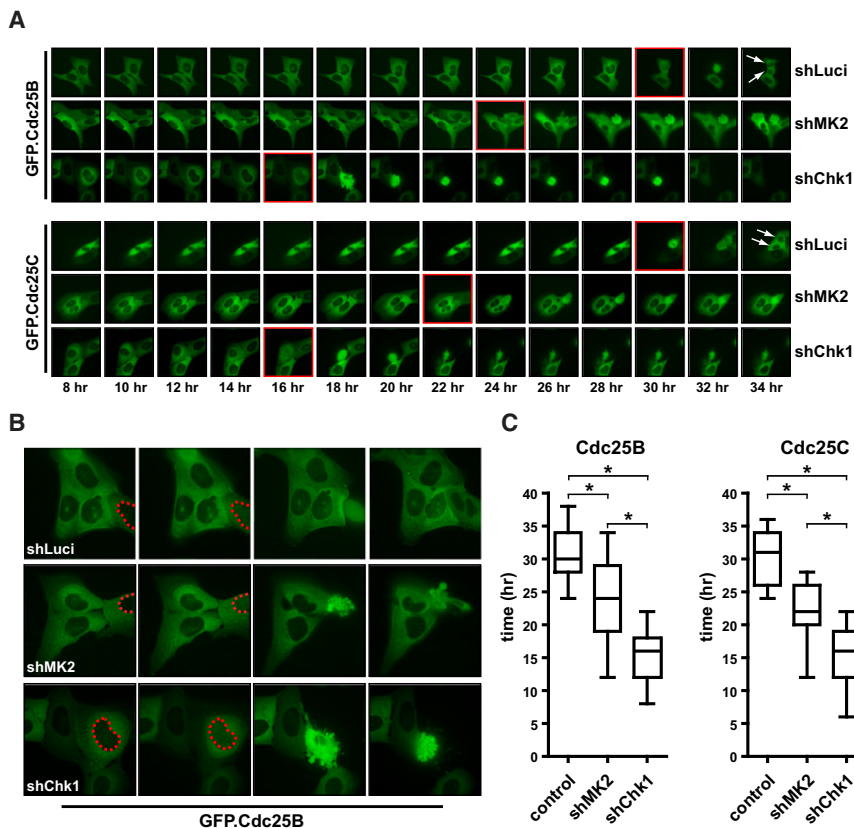 A
GFP.Cdc25B
shLuci
shMK2
shChk1
GFP.Cdc25C
shLuci
shMK2
shChk1
8 hr 10 hr 12 hr 14 hr 16 hr 18 hr 20 hr 22 hr 24 hr 26 hr 28 hr 30 hr 32 hr 34 hr
B
shLuci
shMK2
shChk1
GFP.Cdc25B
C
Cdc25B
*
*
*
time (hr)
40
35
30
25
20
15
10
5
0
control shMK2 shChk1
Cdc25C
*
*
*
time (hr)
40
35
30
25
20
15
10
5
0
control shMK2 shChk1